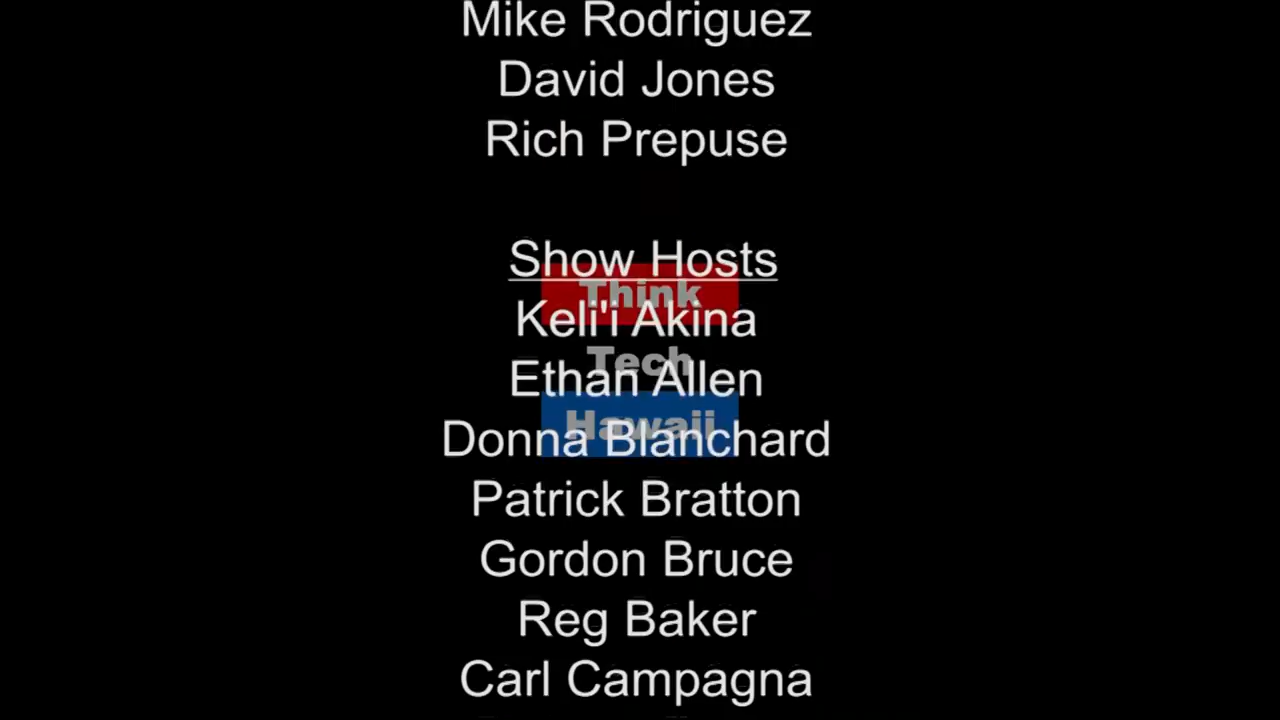 Mike Rodriguez
David Jones
Rich Prepuse
Show Hosts
Think
Keli'i Akina
Tech
Ethan Allen
Hawaii
Donna Blanchard
Patrick Bratton
Gordon Bruce
Reg Baker
Carl Campagna